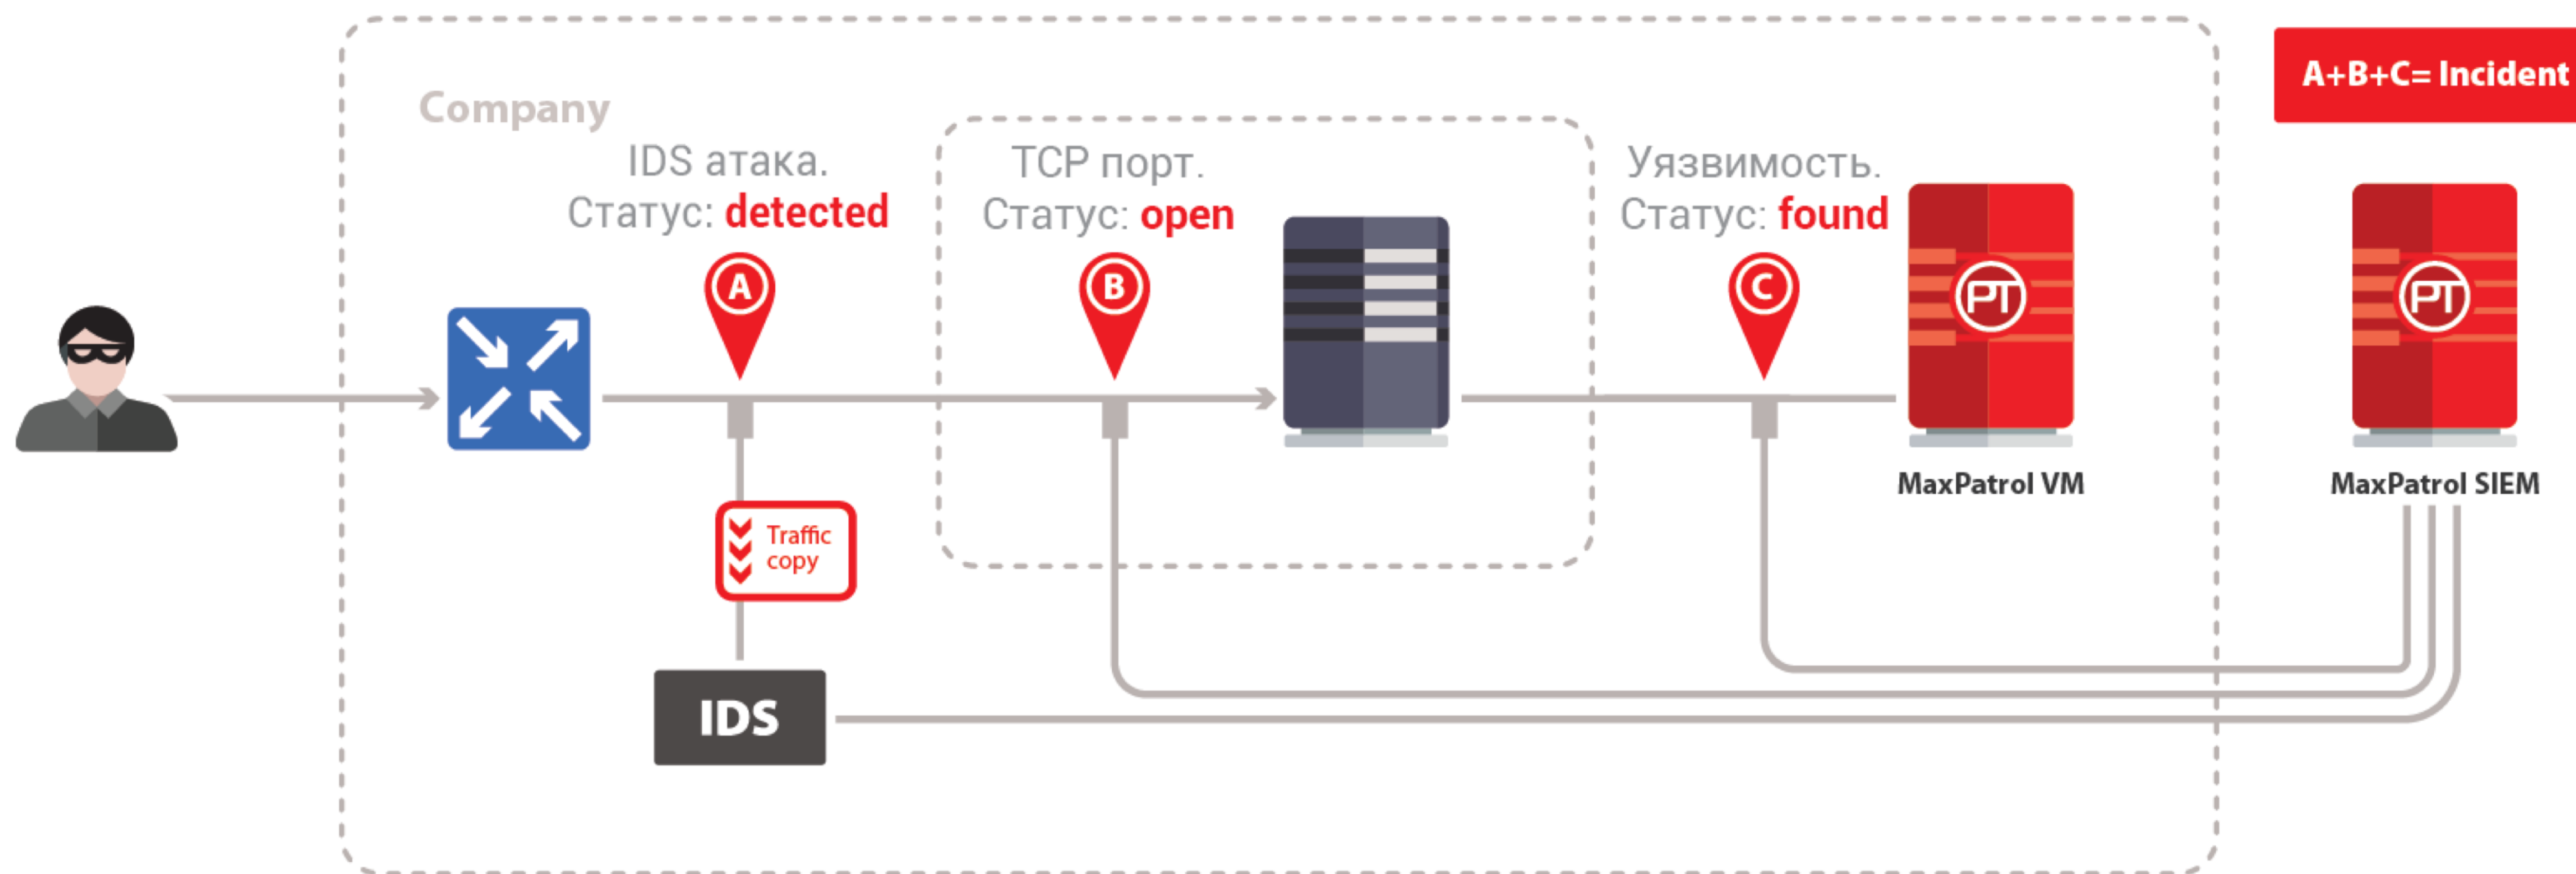 A+B+C= Incident
Company
IDS атака.
Статус: detected
A
TCP порт.
Статус: open
B
Уязвимость.
Статус: found
C
PT
MaxPatrol VM
PT
MaxPatrol SIEM
Traffic
copy
IDS